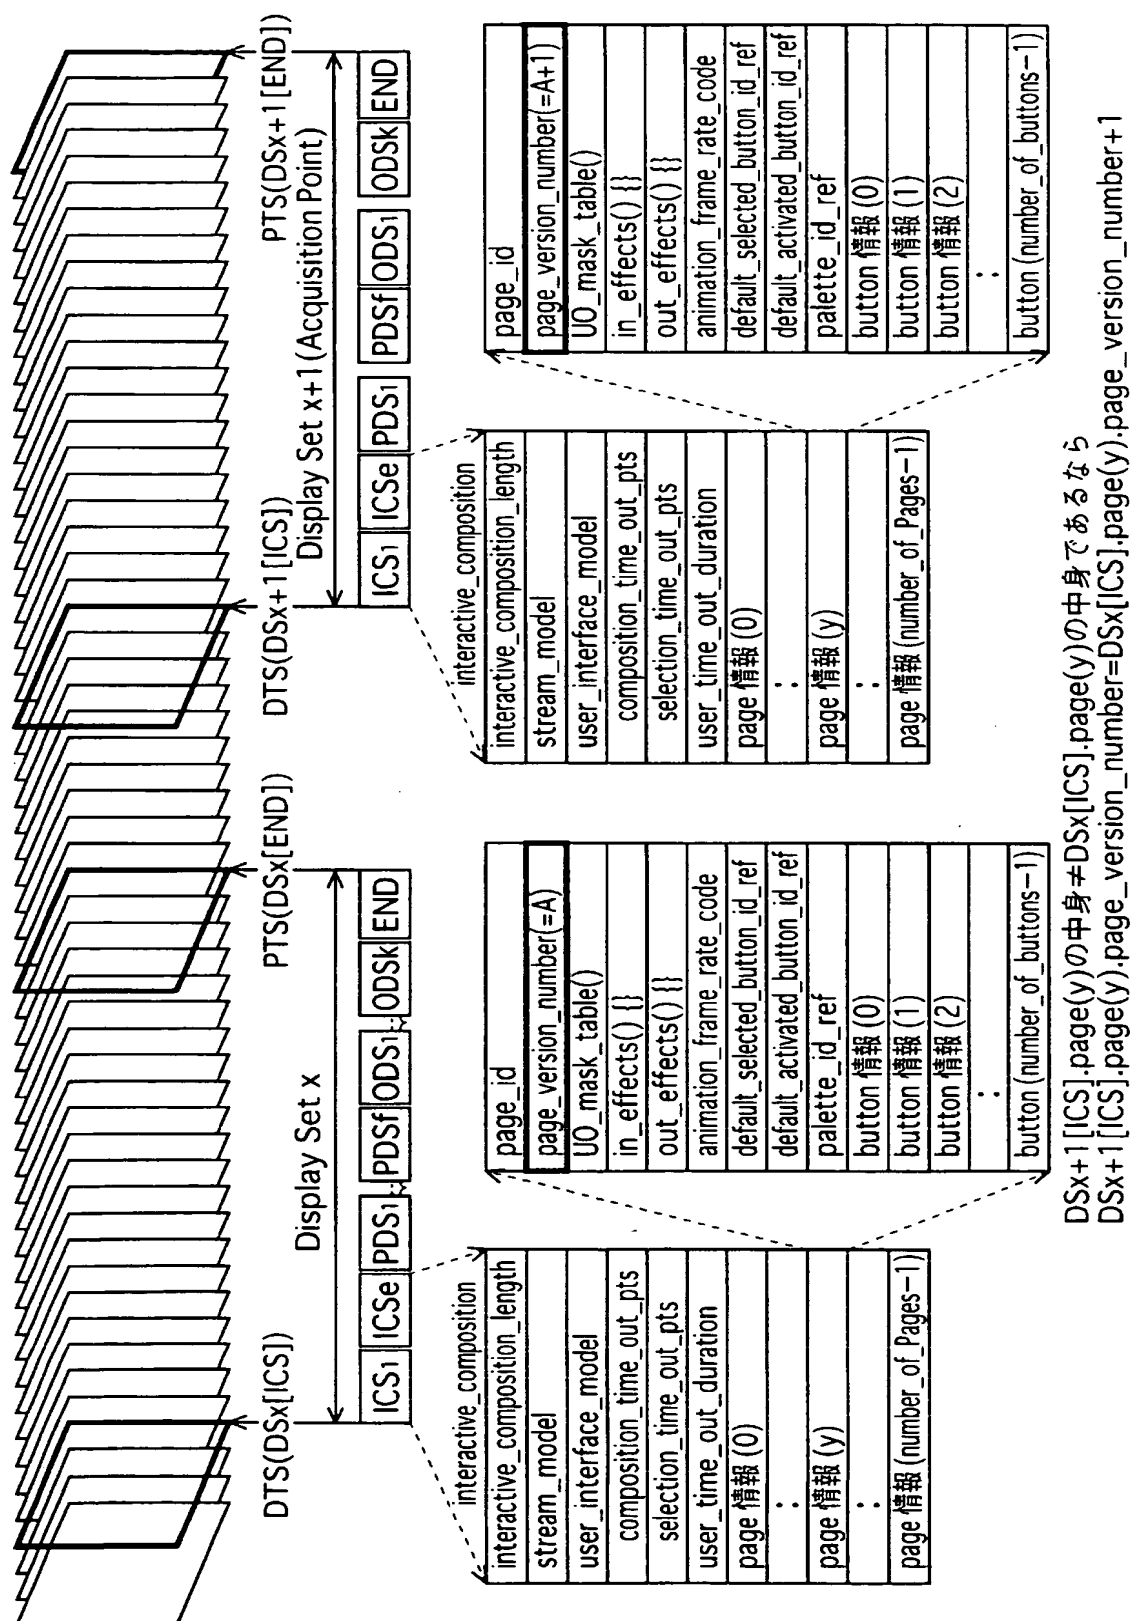 DTS(DSx[ICS])
PTS(DSx[END])
DTS(DSx+1[ICS])
PTS(DSx+1[END])
Display Set x
Display Set x+1(Acquisition Point)
ICS1 ICSe PDS1 PDSf ODS1 ODSk END
ICS1 ICSe PDS1 PDSf ODS1 ODSk END
interactive_composition
interactive_composition_length
stream_model
user_interface_model
composition_time_out_pts
selection_time_out_pts
user_time_out_duration
page 情報(0)
:
page 情報(y)
:
page 情報(number_of_Pages−1)
page_id
page_version_number(=A)
UO_mask_table()
in_effects() {}
out_effects() {}
animation_frame_rate_code
default_selected_button_id_ref
default_activated_button_id_ref
palette_id_ref
button 情報(0)
button 情報(1)
button 情報(2)
:
button(number_of_buttons−1)
interactive_composition
interactive_composition_length
stream_model
user_interface_model
composition_time_out_pts
selection_time_out_pts
user_time_out_duration
page 情報(0)
:
page 情報(y)
:
page 情報(number_of_Pages−1)
page_id
page_version_number(=A+1)
UO_mask_table()
in_effects() {}
out_effects() {}
animation_frame_rate_code
default_selected_button_id_ref
default_activated_button_id_ref
palette_id_ref
button 情報(0)
button 情報(1)
button 情報(2)
:
button(number_of_buttons−1)
DSx+1[ICS].page(y)の中身≠DSx[ICS].page(y)の中身であるなら
DSx+1[ICS].page(y).page_version_number=DSx[ICS].page(y).page_version_number+1